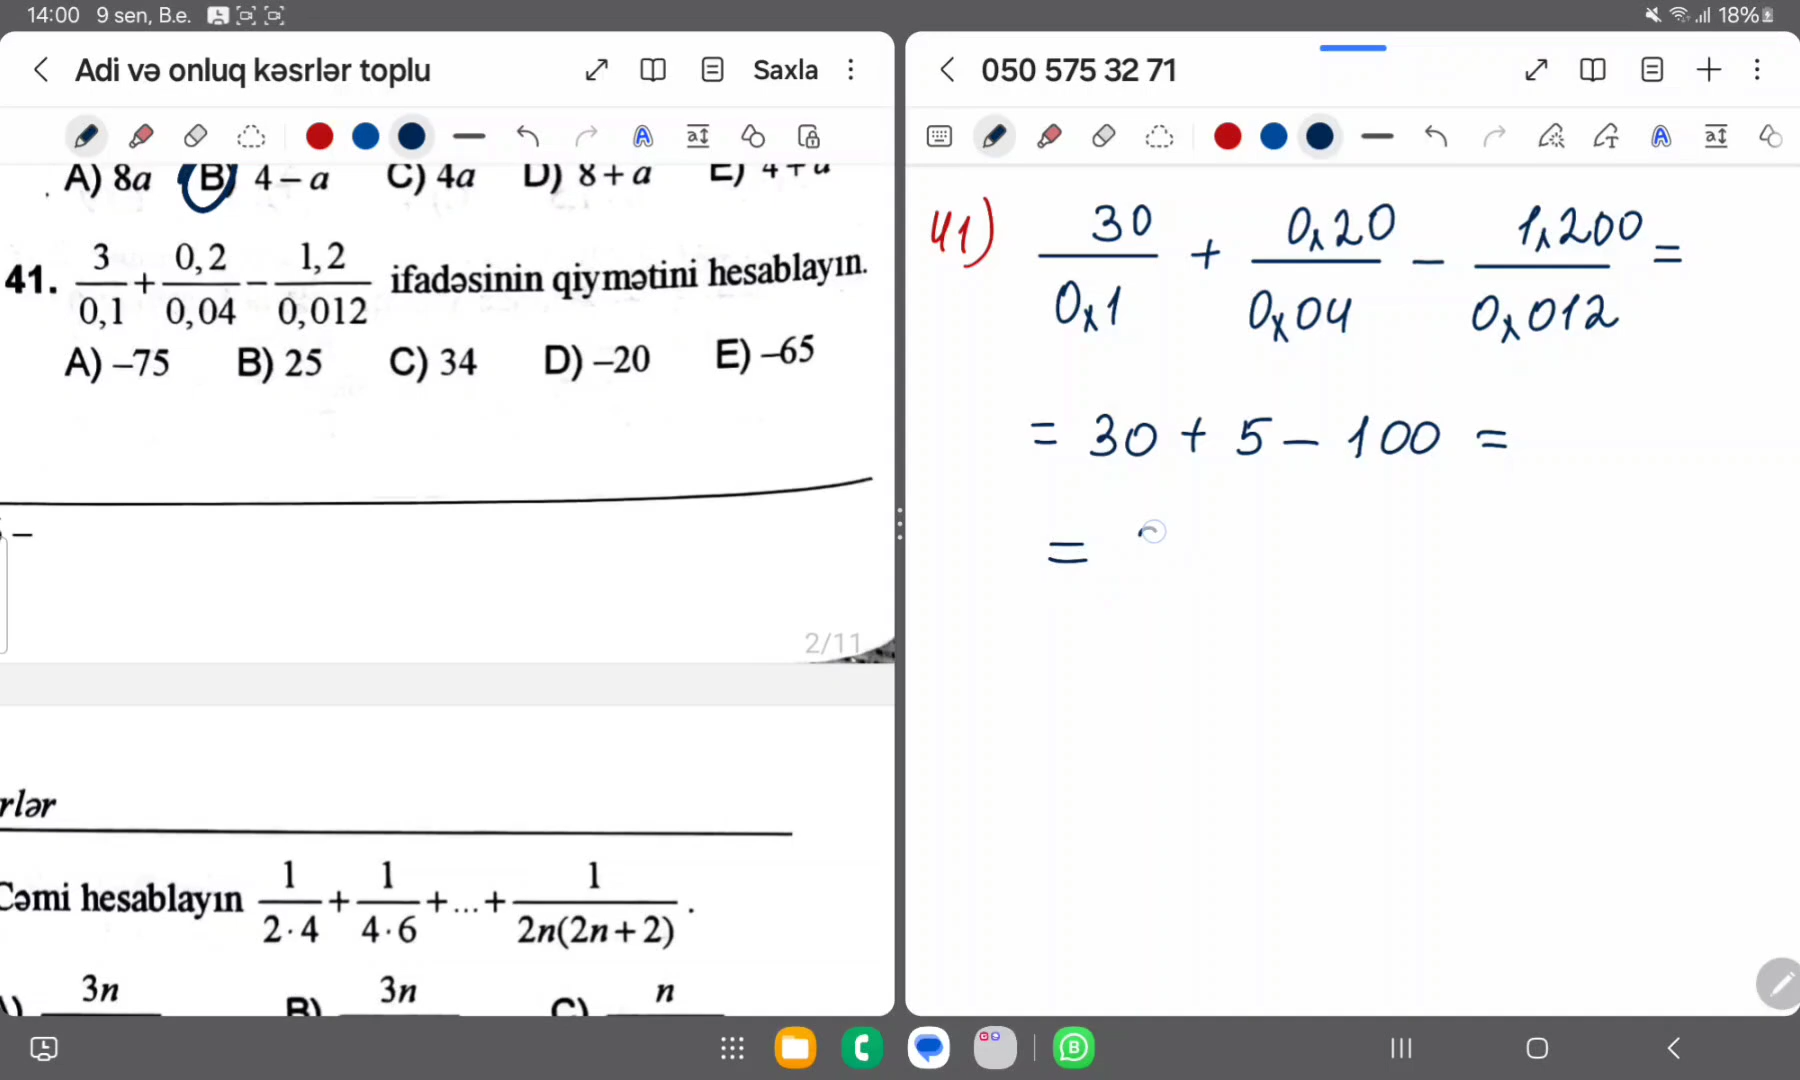 14:00 9 sen, B.e.
18%
Adi və onluq kəsrlər toplu
Saxla
A) 8a B) 4 – a C) 4a D) 8 + a E) 4 + a
41. 3/0,1 + 0,2/0,04 – 1,2/0,012 ifadəsinin qiymətini hesablayın.
A) –75 B) 25 C) 34 D) –20 E) –65
2/11
rlər
Cəmi hesablayın 1/(2·4) + 1/(4·6) + ... + 1/(2n(2n+2)).
3n B) 3n C) n
050 575 32 71
41) 30/0,1 + 0,20/0,04 – 1,200/0,012 =
= 30 + 5 – 100 =
=